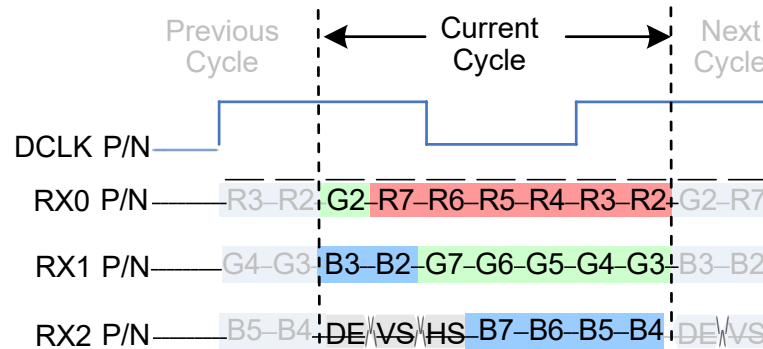 Previous Cycle
Current Cycle
Next Cycle
DCLK P/N
RX0 P/N R3 R2 G2 R7 R6 R5 R4 R3 R2 G2 R7
RX1 P/N G4 G3 B3 B2 G7 G6 G5 G4 G3 B3 B2
RX2 P/N B5 B4 DE VS HS B7 B6 B5 B4 DE VS